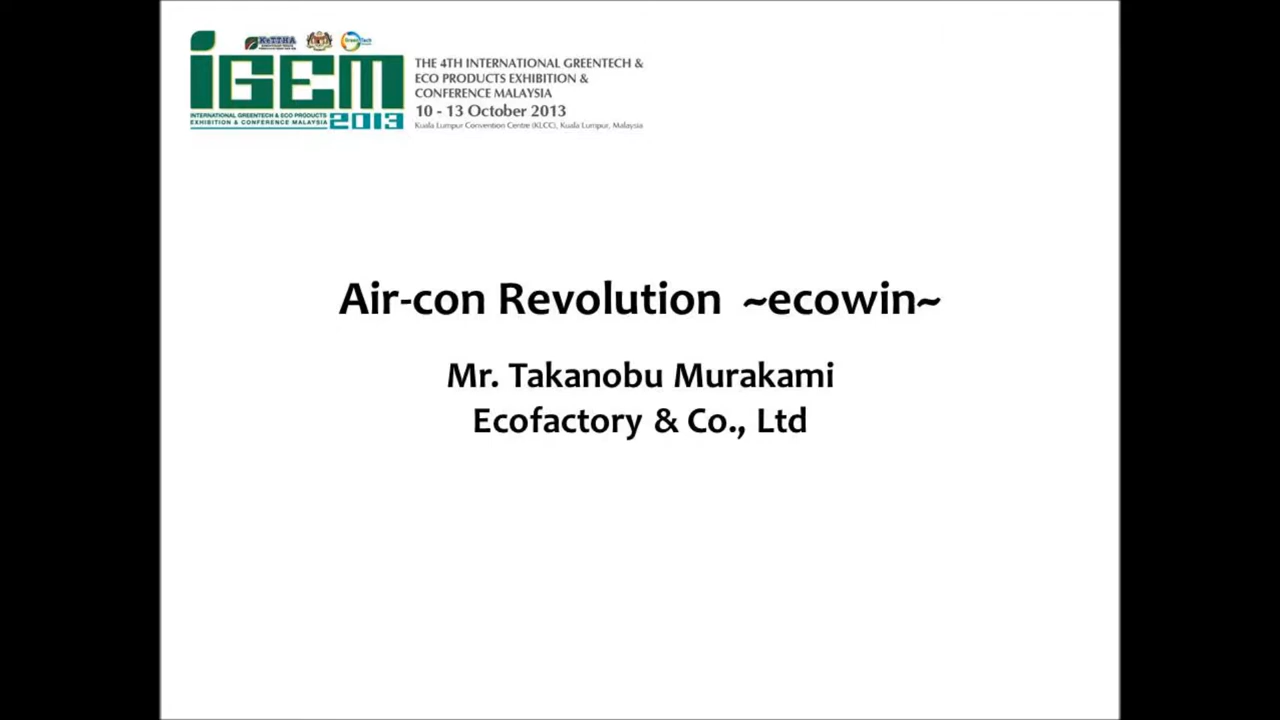 KeTTHA
GreenTech
iGEM
INTERNATIONAL GREENTECH & ECO PRODUCTS
EXHIBITION & CONFERENCE MALAYSIA
2013
THE 4TH INTERNATIONAL GREENTECH &
ECO PRODUCTS EXHIBITION &
CONFERENCE MALAYSIA
10 - 13 October 2013
Kuala Lumpur Convention Centre (KLCC), Kuala Lumpur, Malaysia
Air-con Revolution ~ecowin~
Mr. Takanobu Murakami
Ecofactory & Co., Ltd